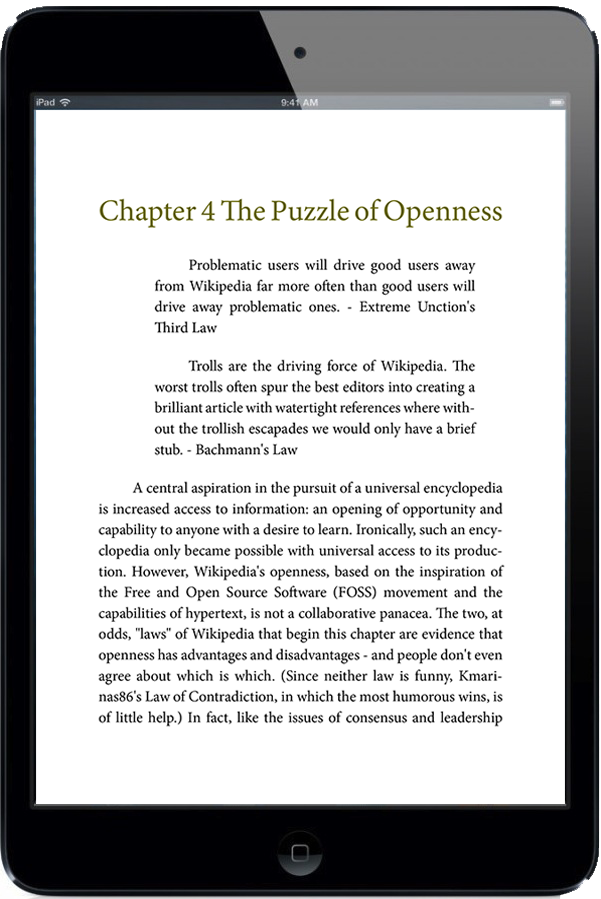 iPad 9:41 AM
Chapter 4 The Puzzle of Openness
Problematic users will drive good users away
from Wikipedia far more often than good users will
drive away problematic ones. - Extreme Unction's
Third Law
Trolls are the driving force of Wikipedia. The
worst trolls often spur the best editors into creating a
brilliant article with watertight references where with-
out the trollish escapades we would only have a brief
stub. - Bachmann's Law
A central aspiration in the pursuit of a universal encyclopedia
is increased access to information: an opening of opportunity and
capability to anyone with a desire to learn. Ironically, such an ency-
clopedia only became possible with universal access to its produc-
tion. However, Wikipedia's openness, based on the inspiration of
the Free and Open Source Software (FOSS) movement and the
capabilities of hypertext, is not a collaborative panacea. The two, at
odds, "laws" of Wikipedia that begin this chapter are evidence that
openness has advantages and disadvantages - and people don't even
agree about which is which. (Since neither law is funny, Kmari-
nas86's Law of Contradiction, in which the most humorous wins, is
of little help.) In fact, like the issues of consensus and leadership